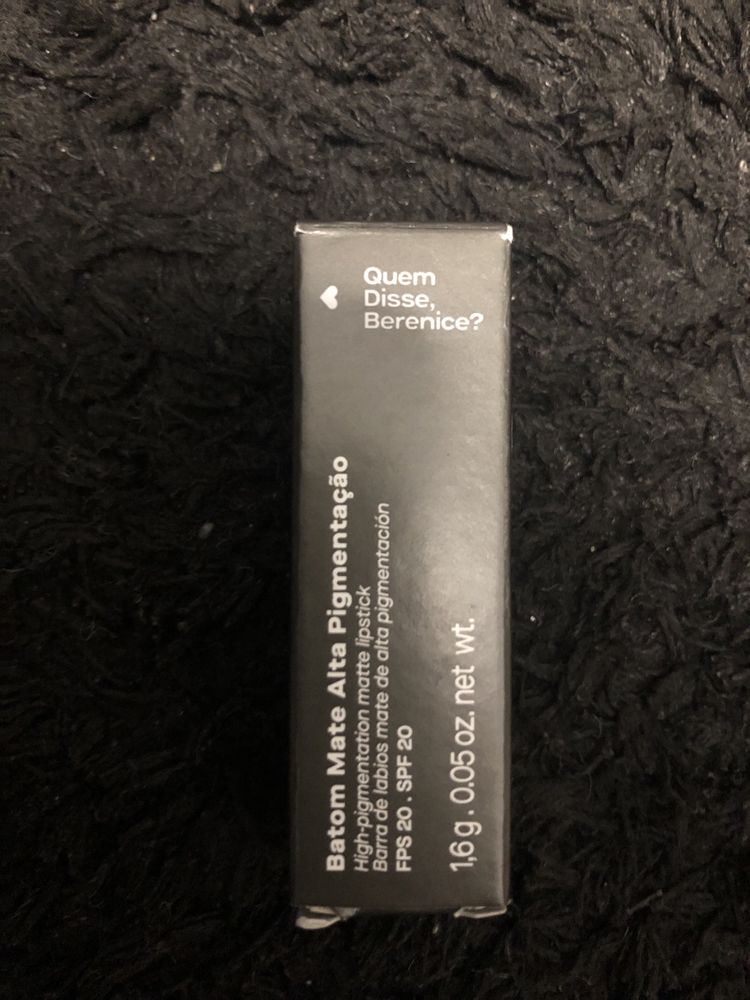 Quem
Disse,
Berenice?
Batom Mate Alta Pigmentação
High-pigmentation matte lipstick
Barra de labios mate de alta pigmentación
FPS 20 . SPF 20
1,6 g . 0.05 oz. net wt.